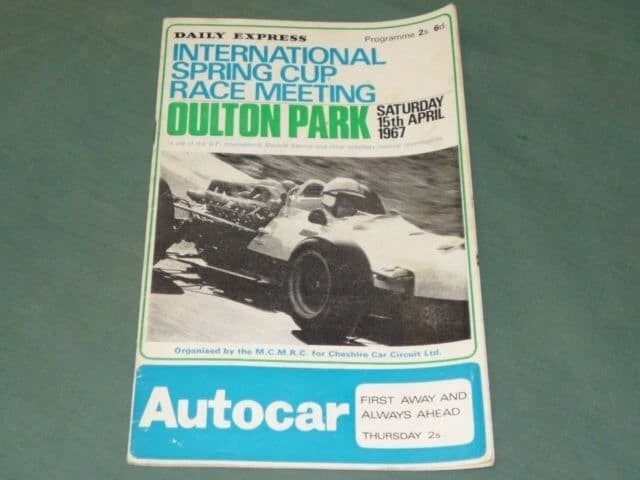 DAILY EXPRESS
Programme 2s. 6d.
INTERNATIONAL
SPRING CUP
RACE MEETING
OULTON PARK
SATURDAY
15th APRIL
1967
Organised by the M.C.M.R.C. for Cheshire Car Circuit Ltd.
Autocar
FIRST AWAY AND
ALWAYS AHEAD
THURSDAY 2s